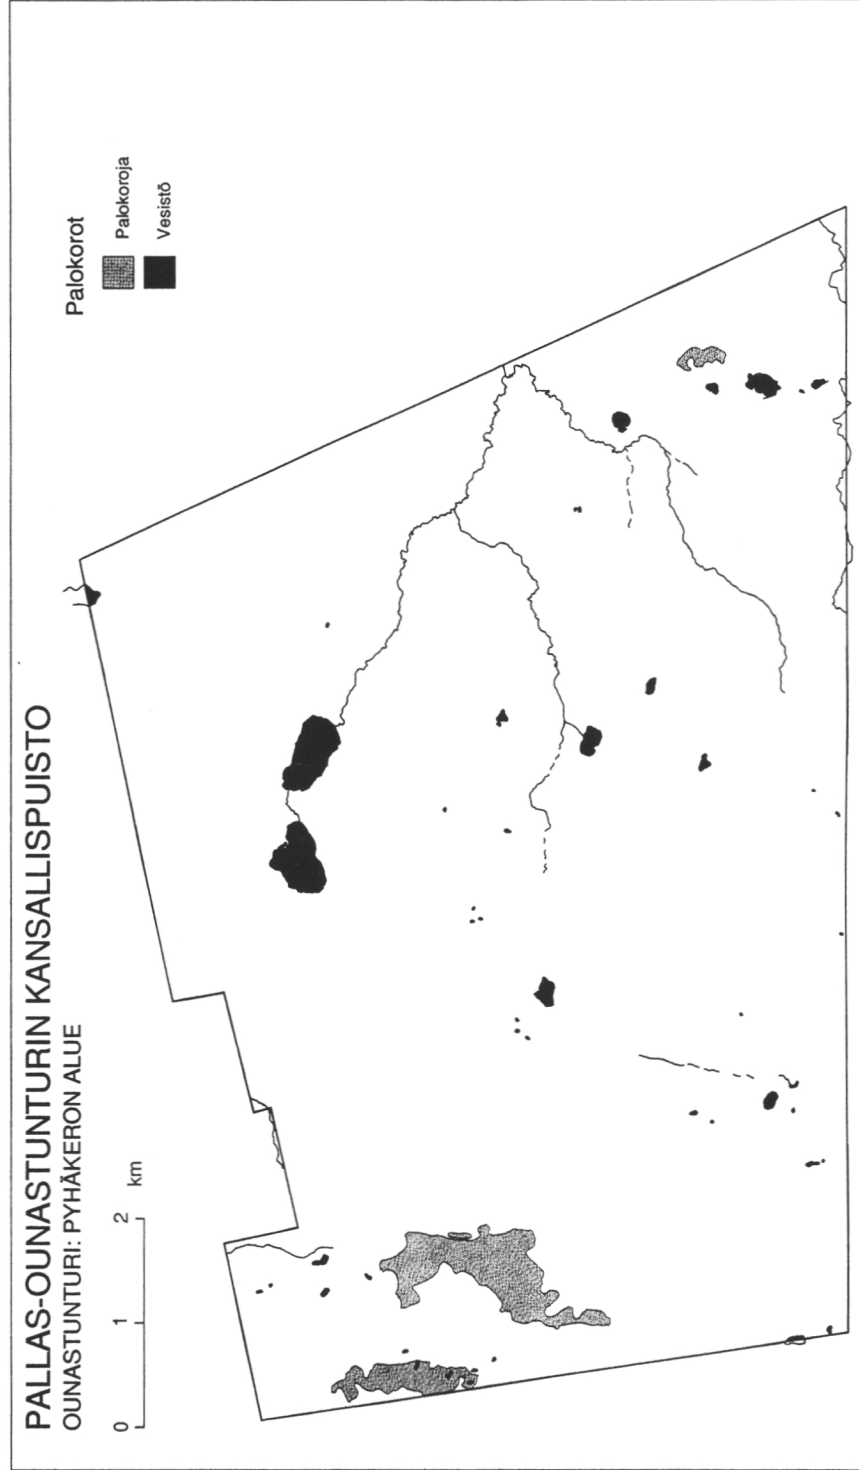 PALLAS-OUNASTUNTURIN KANSALLISPUISTO
OUNASTUNTURI: PYHÄKERON ALUE
0 1 2 km
Palokorot
Palokoroja
Vesistö